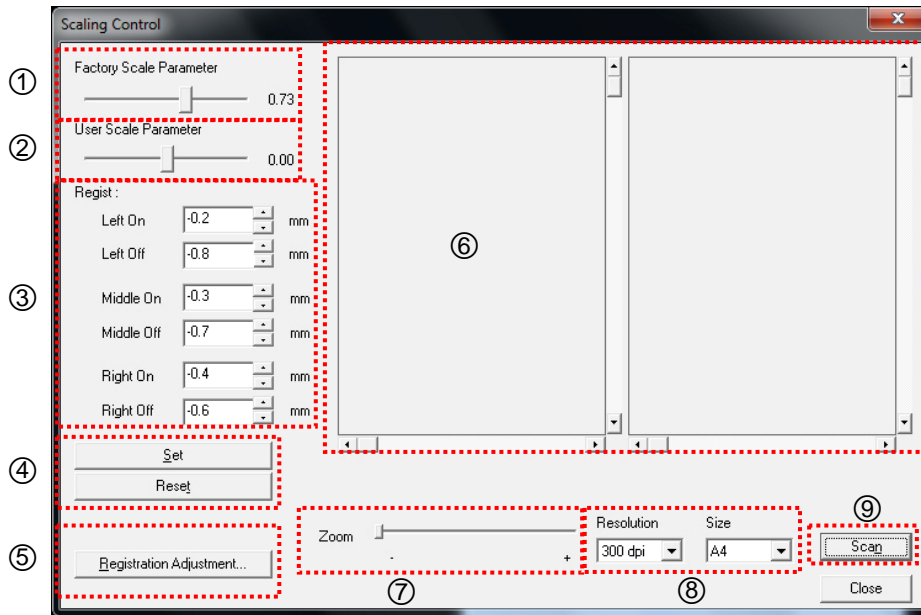 Scaling Control
x
① Factory Scale Parameter
0.73
② User Scale Parameter
0.00
③ Regist :
Left On -0.2 mm
Left Off -0.8 mm
Middle On -0.3 mm
Middle Off -0.7 mm
Right On -0.4 mm
Right Off -0.6 mm
⑥
④ Set
Reset
⑤ Registration Adjustment...
Zoom
- +
⑦
Resolution Size
300 dpi A4
⑧
⑨
Scan
Close